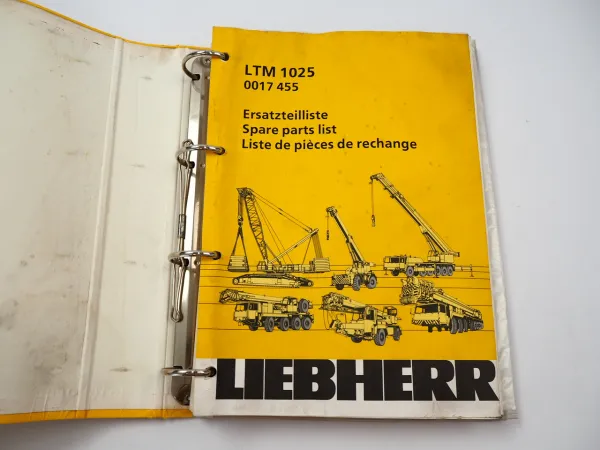 LTM 1025
0017 455
Ersatzteilliste
Spare parts list
Liste de pièces de rechange
LIEBHERR